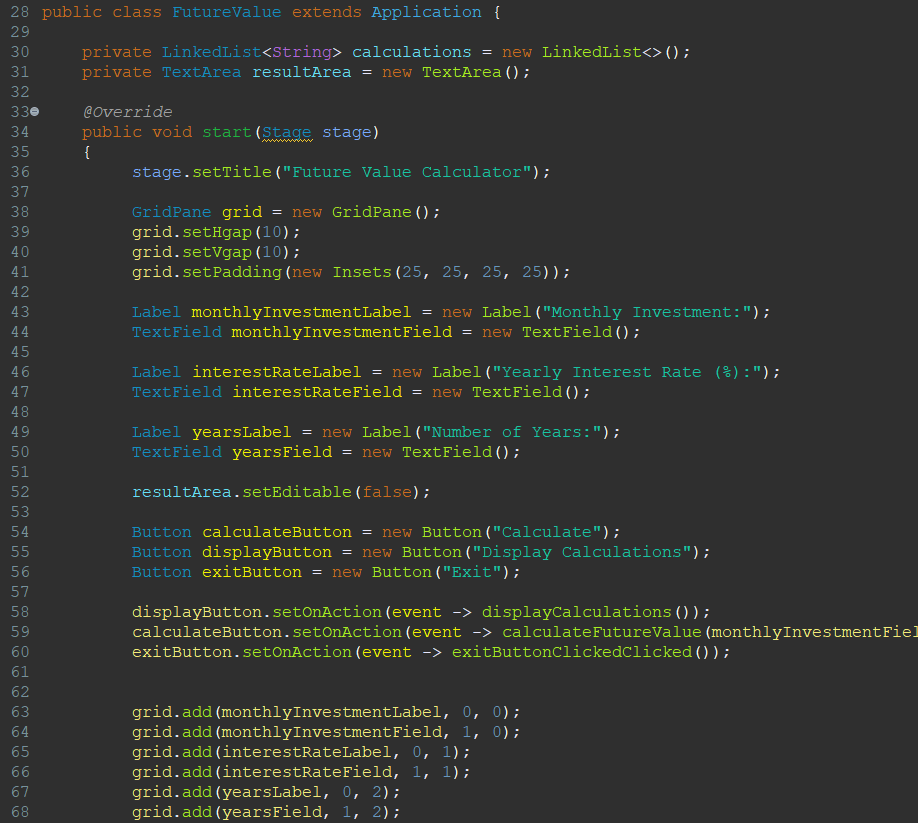 28 public class FutureValue extends Application {
29
30     private LinkedList<String> calculations = new LinkedList<>();
31     private TextArea resultArea = new TextArea();
32
33     @Override
34     public void start(Stage stage)
35     {
36          stage.setTitle("Future Value Calculator");
37
38          GridPane grid = new GridPane();
39          grid.setHgap(10);
40          grid.setVgap(10);
41          grid.setPadding(new Insets(25, 25, 25, 25));
42
43          Label monthlyInvestmentLabel = new Label("Monthly Investment:");
44          TextField monthlyInvestmentField = new TextField();
45
46          Label interestRateLabel = new Label("Yearly Interest Rate (%):");
47          TextField interestRateField = new TextField();
48
49          Label yearsLabel = new Label("Number of Years:");
50          TextField yearsField = new TextField();
51
52          resultArea.setEditable(false);
53
54          Button calculateButton = new Button("Calculate");
55          Button displayButton = new Button("Display Calculations");
56          Button exitButton = new Button("Exit");
57
58          displayButton.setOnAction(event -> displayCalculations());
59          calculateButton.setOnAction(event -> calculateFutureValue(monthlyInvestmentFiel
60          exitButton.setOnAction(event -> exitButtonClickedClicked());
61
62
63          grid.add(monthlyInvestmentLabel, 0, 0);
64          grid.add(monthlyInvestmentField, 1, 0);
65          grid.add(interestRateLabel, 0, 1);
66          grid.add(interestRateField, 1, 1);
67          grid.add(yearsLabel, 0, 2);
68          grid.add(yearsField, 1, 2);